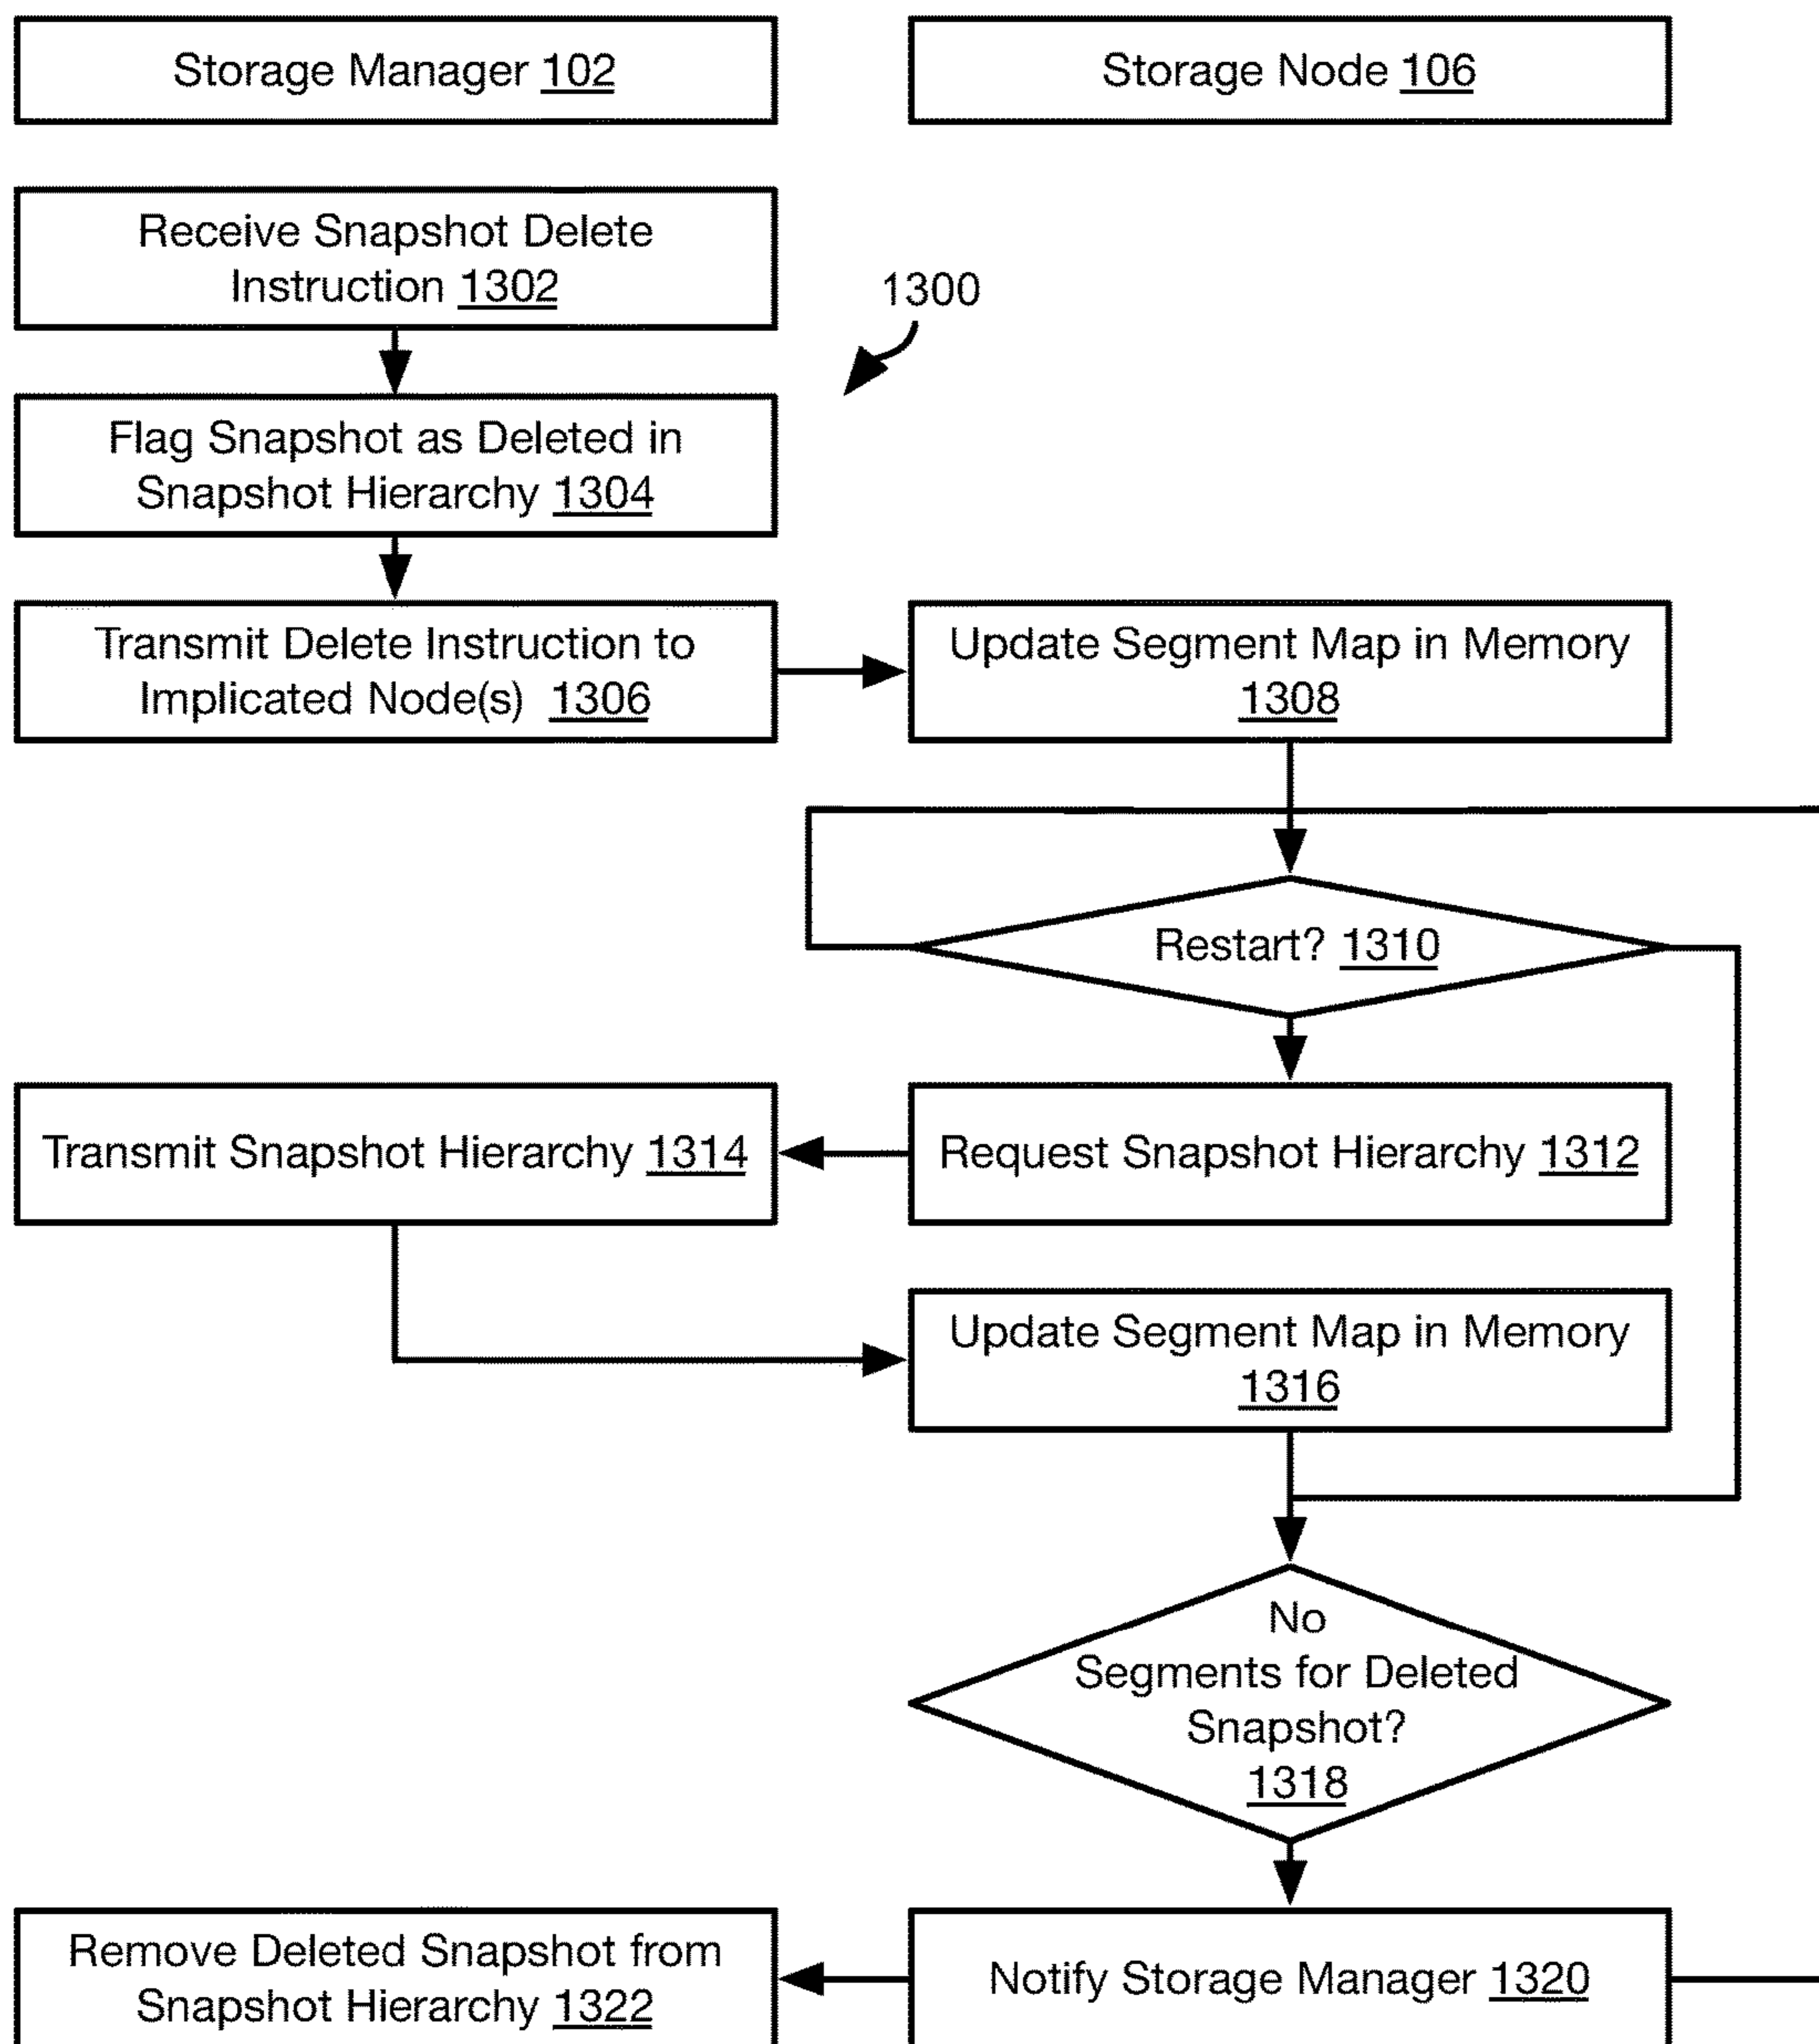 Storage Manager 102
Storage Node 106
Receive Snapshot Delete
Instruction 1302
1300
Flag Snapshot as Deleted in
Snapshot Hierarchy 1304
Transmit Delete Instruction to
Implicated Node(s) 1306
Update Segment Map in Memory
1308
Restart? 1310
Transmit Snapshot Hierarchy 1314
Request Snapshot Hierarchy 1312
Update Segment Map in Memory
1316
No
Segments for Deleted
Snapshot?
1318
Remove Deleted Snapshot from
Snapshot Hierarchy 1322
Notify Storage Manager 1320